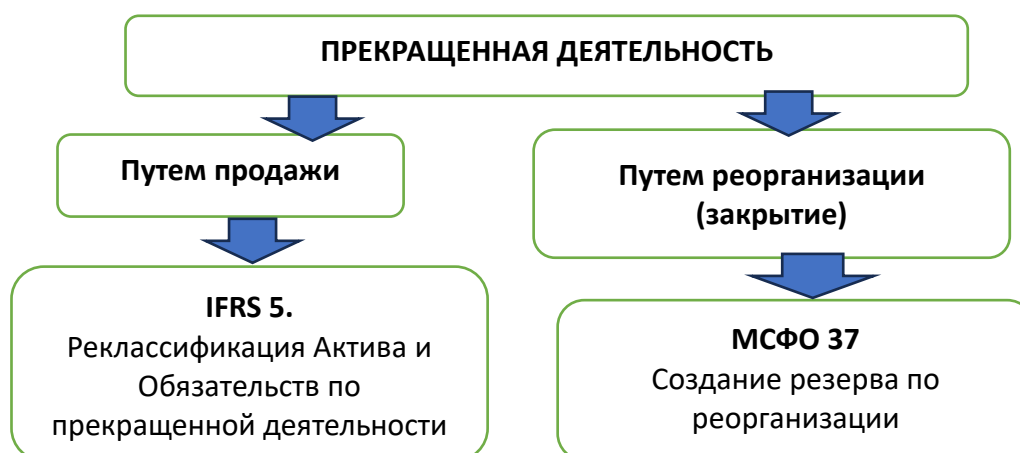 ПРЕКРАЩЕННАЯ ДЕЯТЕЛЬНОСТЬ
Путем продажи
Путем реорганизации
(закрытие)
IFRS 5.
Реклассификация Актива и
Обязательств по
прекращенной деятельности
МСФО 37
Создание резерва по
реорганизации